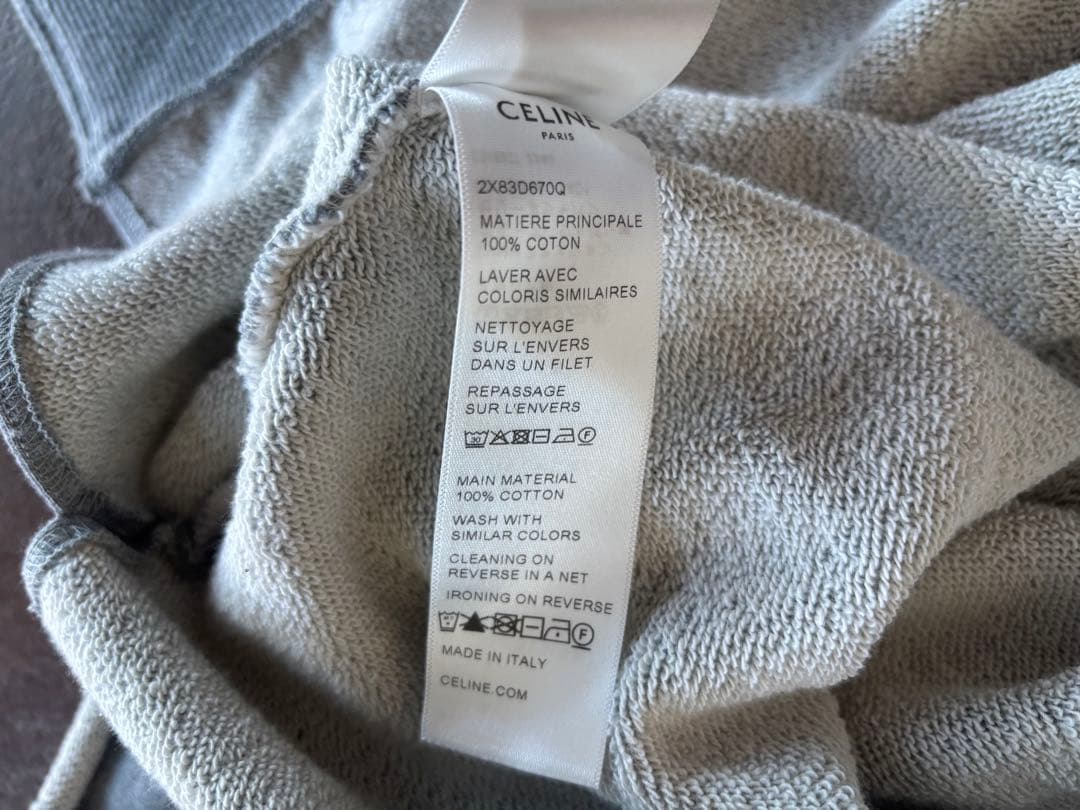 CELINE
PARIS
2X83D670Q
MATIERE PRINCIPALE
100% COTON
LAVER AVEC
COLORIS SIMILAIRES
NETTOYAGE
SUR L'ENVERS
DANS UN FILET
REPASSAGE
SUR L'ENVERS
30
F
MAIN MATERIAL
100% COTTON
WASH WITH
SIMILAR COLORS
CLEANING ON
REVERSE IN A NET
IRONING ON REVERSE
F
MADE IN ITALY
CELINE.COM